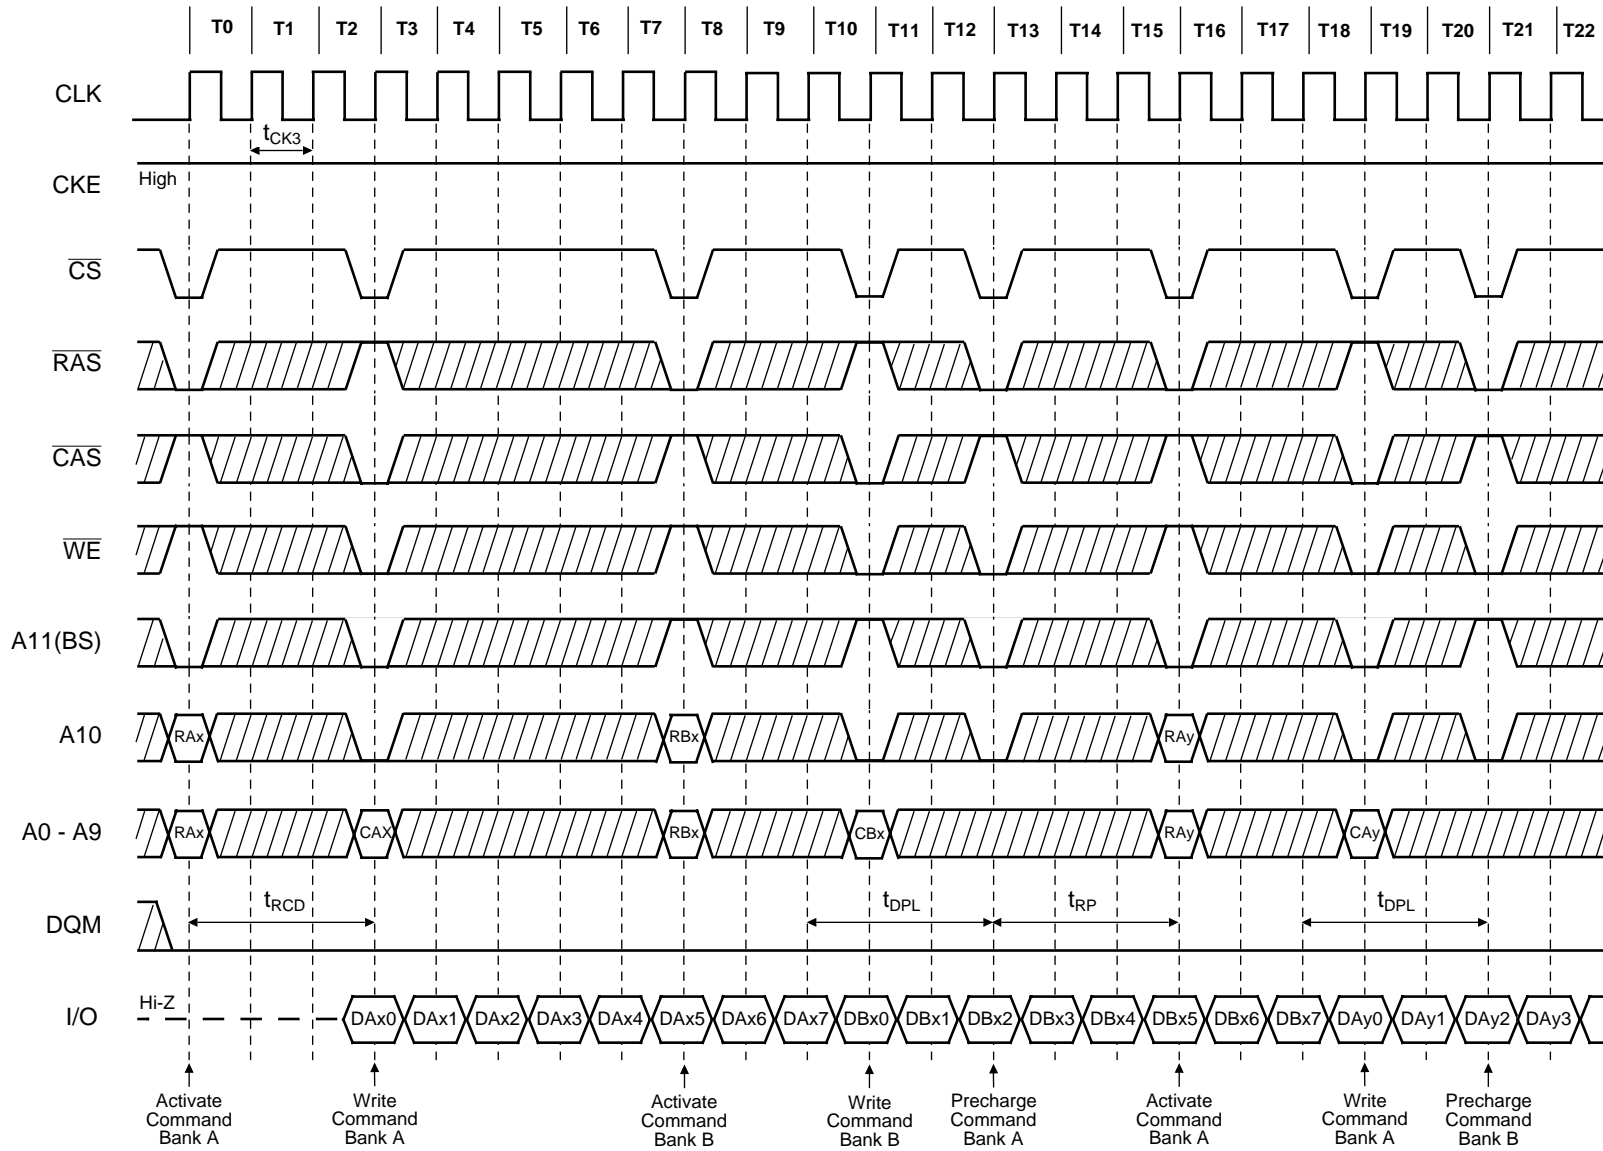 T0 T1 T2 T3 T4 T5 T6 T7 T8 T9 T10 T11 T12 T13 T14 T15 T16 T17 T18 T19 T20 T21 T22
CLK
tCK3
CKE
High
CS
RAS
CAS
WE
A11(BS)
A10
RAx RBx RAy
A0 - A9
RAx CAX RBx CBx RAy CAy
DQM
tRCD tDPL tRP tDPL
I/O
Hi-Z
DAx0 DAx1 DAx2 DAx3 DAx4 DAx5 DAx6 DAx7 DBx0 DBx1 DBx2 DBx3 DBx4 DBx5 DBx6 DBx7 DAy0 DAy1 DAy2 DAy3
Activate
Command
Bank A
Write
Command
Bank A
Activate
Command
Bank B
Write
Command
Bank B
Precharge
Command
Bank A
Activate
Command
Bank A
Write
Command
Bank A
Precharge
Command
Bank B